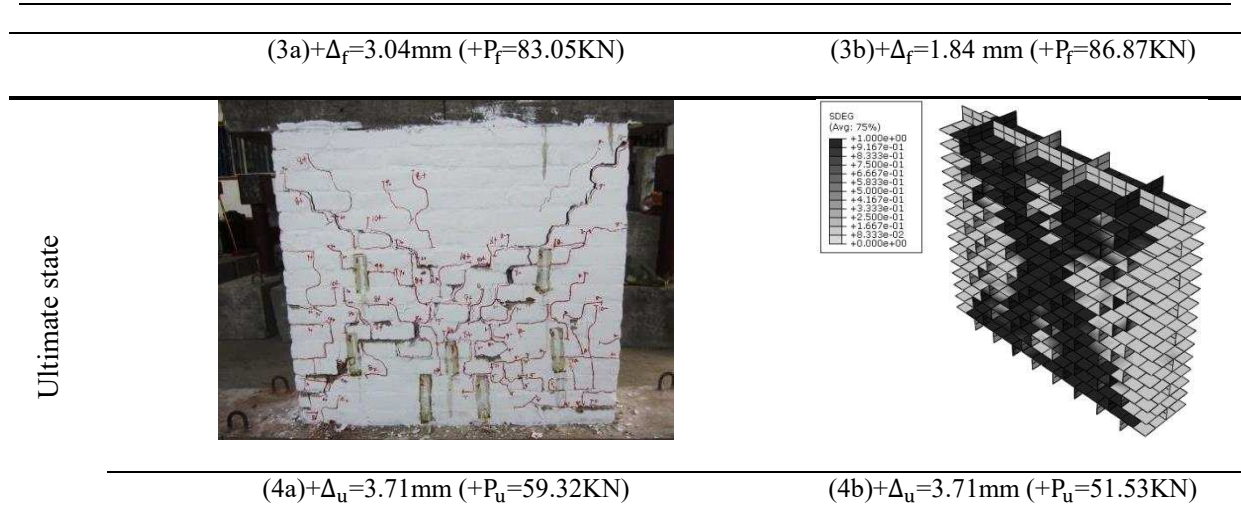 (3a)+Δf=3.04mm (+Pf=83.05KN)
(3b)+Δf=1.84 mm (+Pf=86.87KN)
Ultimate state
SDEG
(Avg: 75%)
+1.000e+00
+9.167e-01
+8.333e-01
+7.500e-01
+6.667e-01
+5.833e-01
+5.000e-01
+4.167e-01
+3.333e-01
+2.500e-01
+1.667e-01
+8.333e-02
+0.000e+00
(4a)+Δu=3.71mm (+Pu=59.32KN)
(4b)+Δu=3.71mm (+Pu=51.53KN)